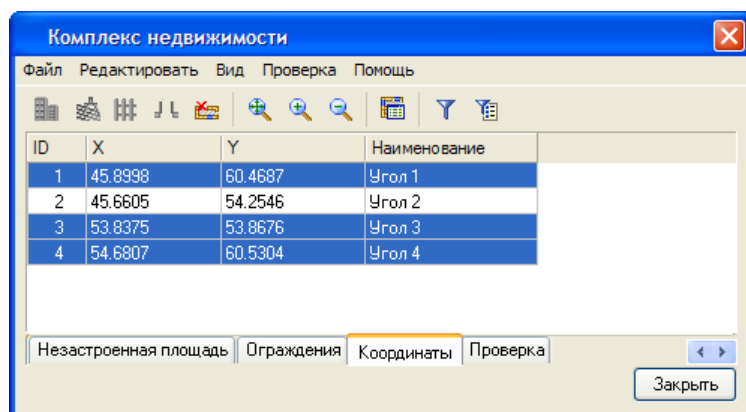 Комплекс недвижимости
Файл Редактировать Вид Проверка Помощь
ID X Y Наименование
1 45.8998 60.4687 Угол 1
2 45.6605 54.2546 Угол 2
3 53.8375 53.8676 Угол 3
4 54.6807 60.5304 Угол 4
Незастроенная площадь Ограждения Координаты Проверка
Закрыть